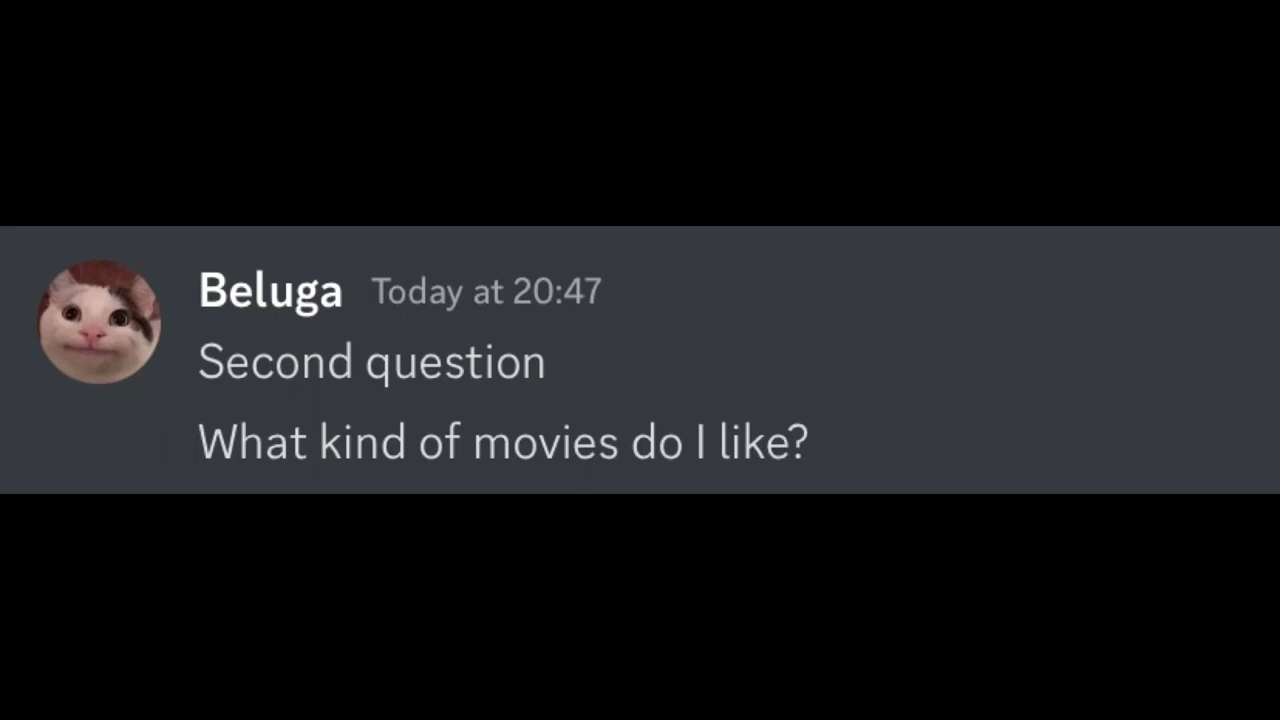 Beluga Today at 20:47
Second question
What kind of movies do I like?